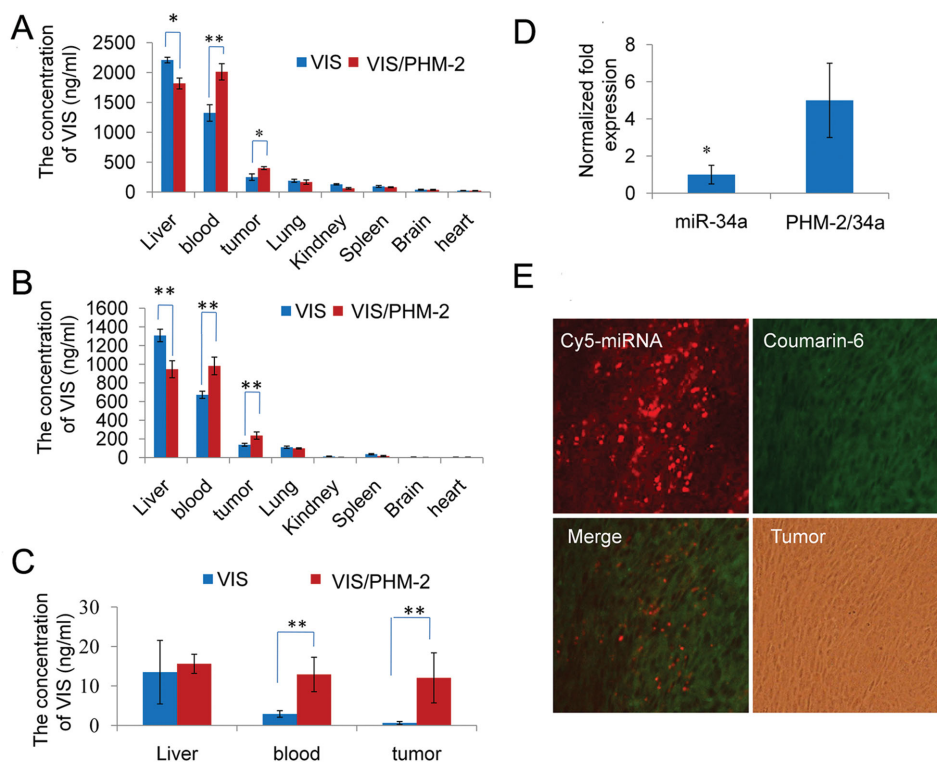 A
The concentration
of VIS (ng/ml)
2500
2000
1500
1000
500
0
VIS
VIS/PHM-2
*
**
*
Liver
blood
tumor
Lung
Kindney
Spleen
Brain
heart
B
The concentration
of VIS (ng/ml)
1600
1400
1200
1000
800
600
400
200
0
VIS
VIS/PHM-2
**
**
**
Liver
blood
tumor
Lung
Kindney
Spleen
Brain
heart
C
The concentration
of VIS (ng/ml)
30
20
10
0
VIS
VIS/PHM-2
**
**
Liver
blood
tumor
D
Normalized fold
expression
8
6
4
2
0
*
miR-34a
PHM-2/34a
E
Cy5-miRNA
Coumarin-6
Merge
Tumor